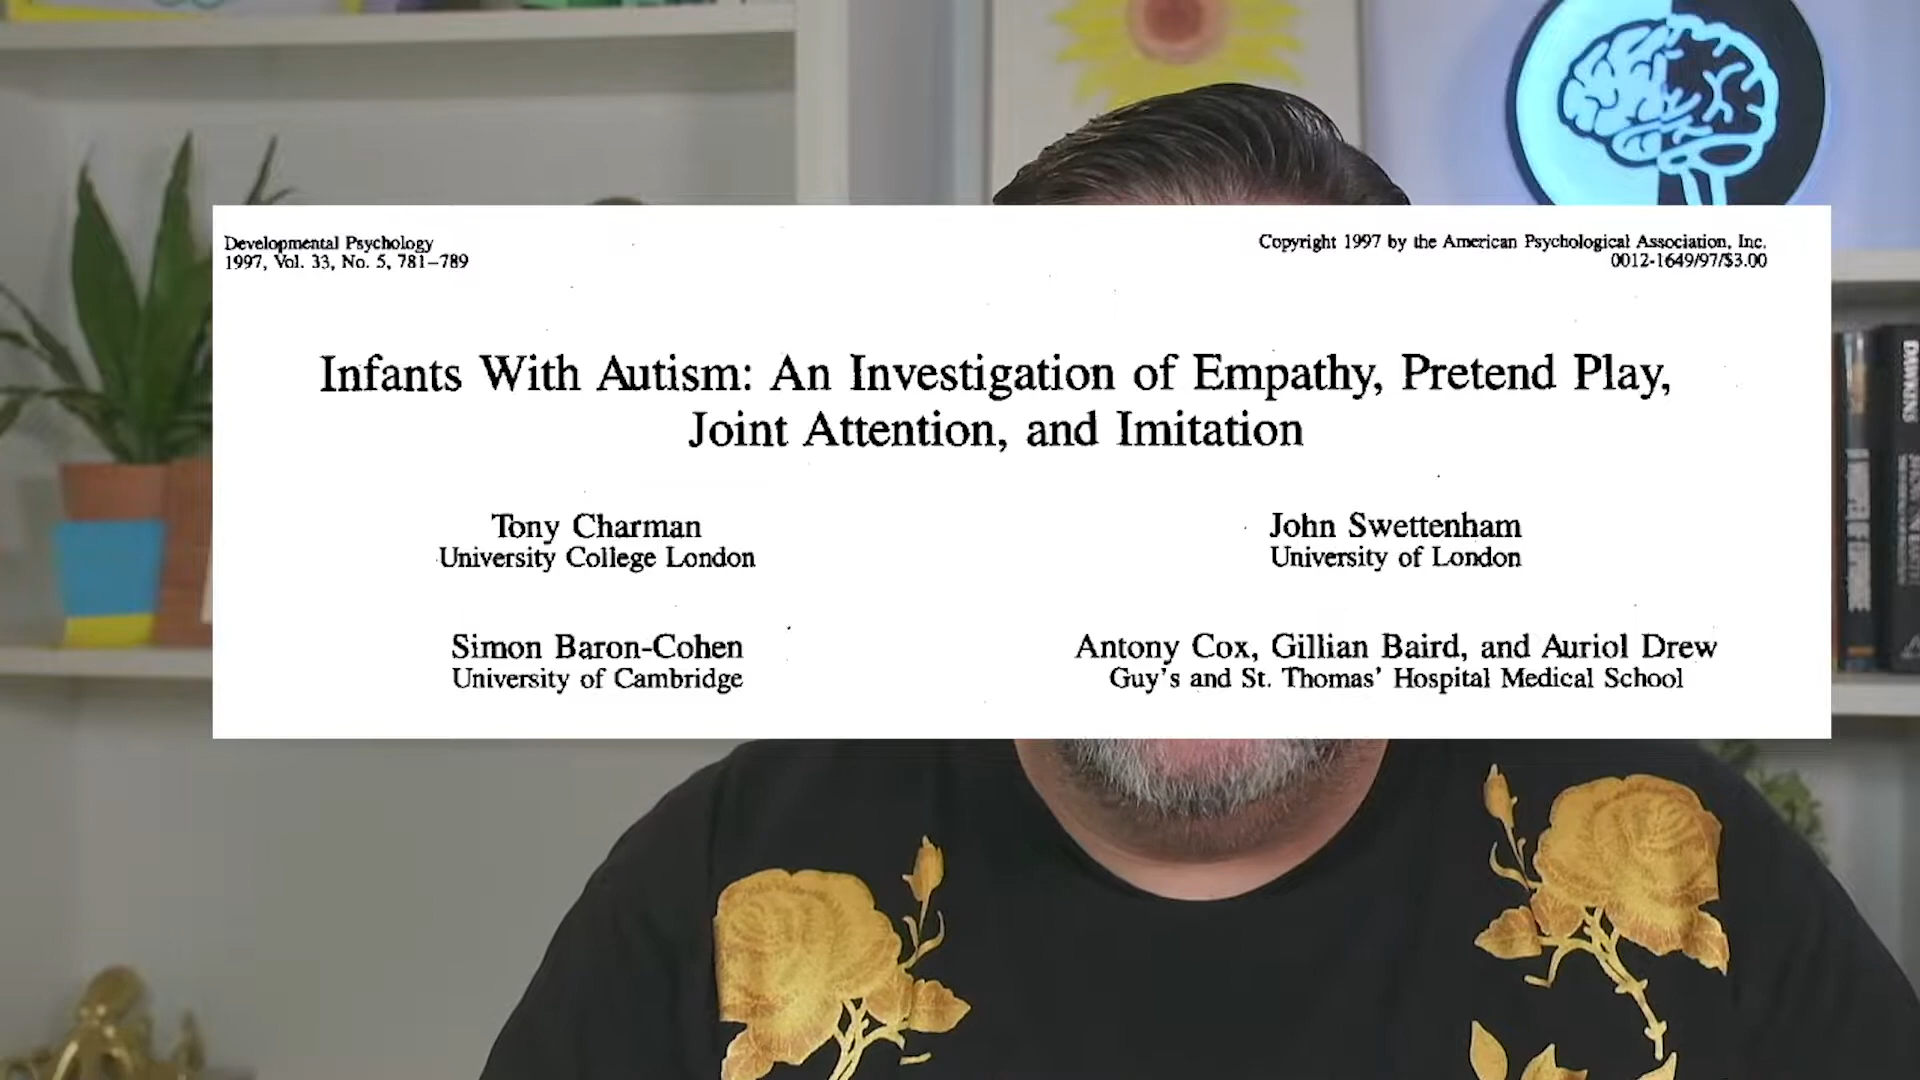 Developmental Psychology
1997, Vol. 33, No. 5, 781–789
Copyright 1997 by the American Psychological Association, Inc.
0012-1649/97/$3.00
Infants With Autism: An Investigation of Empathy, Pretend Play,
Joint Attention, and Imitation
Tony Charman
University College London
John Swettenham
University of London
Simon Baron-Cohen
University of Cambridge
Antony Cox, Gillian Baird, and Auriol Drew
Guy's and St. Thomas' Hospital Medical School
DAWKINS